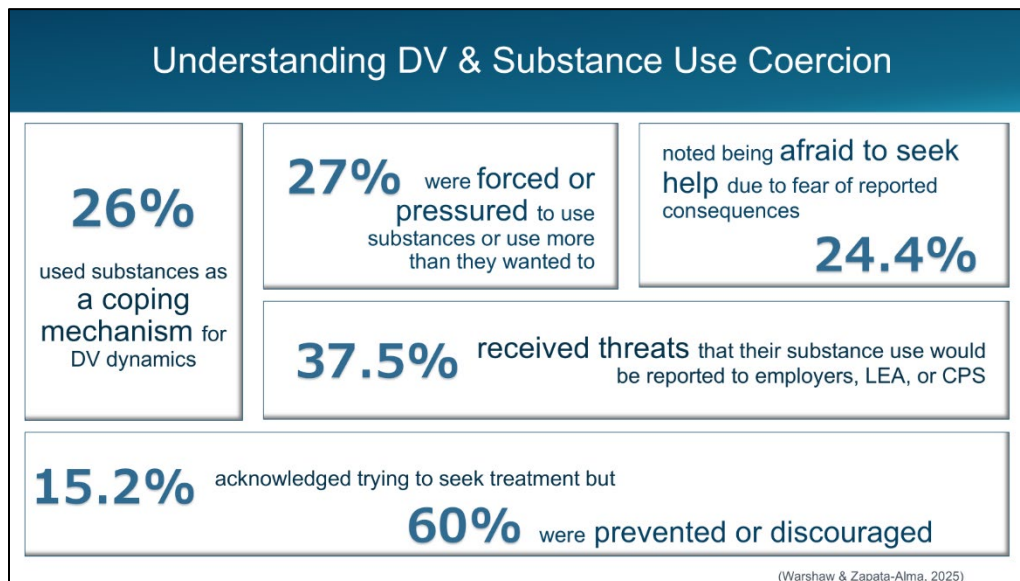 Understanding DV & Substance Use Coercion
26%
used substances as
a coping
mechanism for
DV dynamics
27% were forced or
pressured to use
substances or use more
than they wanted to
noted being afraid to seek
help due to fear of reported
consequences
24.4%
37.5% received threats that their substance use would
be reported to employers, LEA, or CPS
15.2% acknowledged trying to seek treatment but
60% were prevented or discouraged
(Warshaw & Zapata-Alma, 2025)